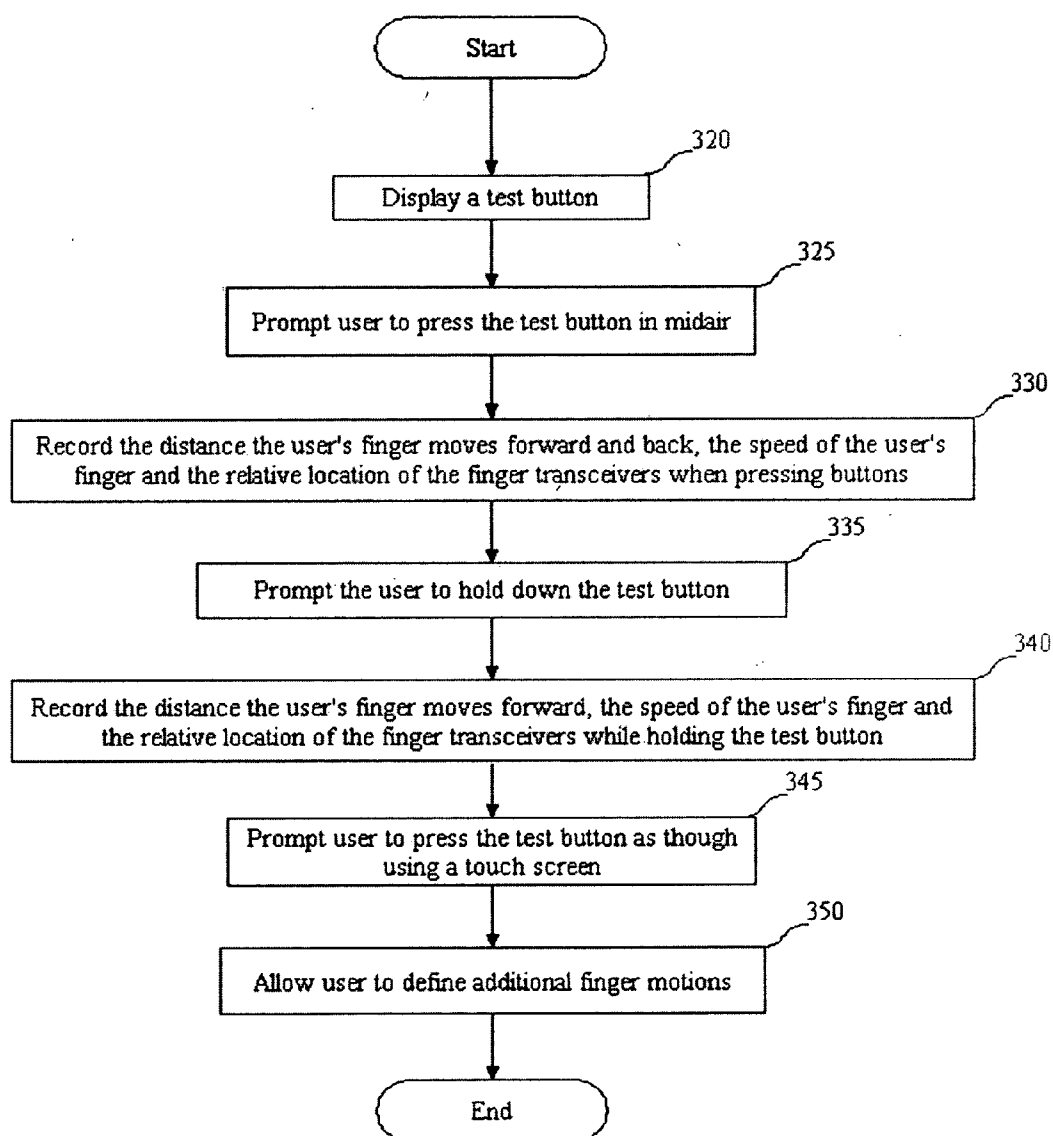 Start
320
Display a test button
325
Prompt user to press the test button in midair
330
Record the distance the user's finger moves forward and back, the speed of the user's
finger and the relative location of the finger transceivers when pressing buttons
335
Prompt the user to hold down the test button
340
Record the distance the user's finger moves forward, the speed of the user's finger and
the relative location of the finger transceivers while holding the test button
345
Prompt user to press the test button as though
using a touch screen
350
Allow user to define additional finger motions
End